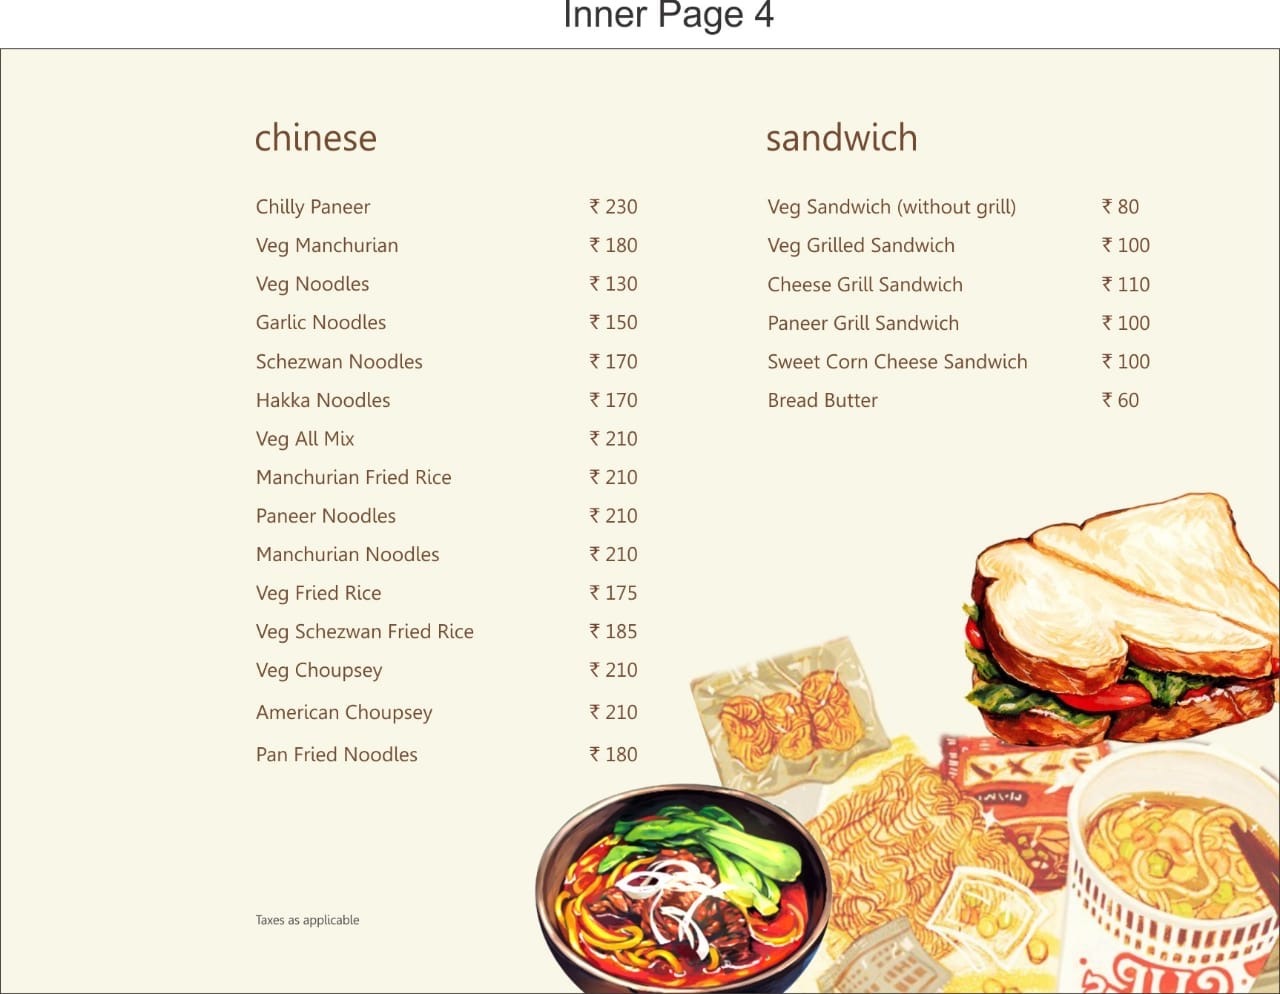 Inner Page 4
chinese
Chilly Paneer ₹ 230
Veg Manchurian ₹ 180
Veg Noodles ₹ 130
Garlic Noodles ₹ 150
Schezwan Noodles ₹ 170
Hakka Noodles ₹ 170
Veg All Mix ₹ 210
Manchurian Fried Rice ₹ 210
Paneer Noodles ₹ 210
Manchurian Noodles ₹ 210
Veg Fried Rice ₹ 175
Veg Schezwan Fried Rice ₹ 185
Veg Choupsey ₹ 210
American Choupsey ₹ 210
Pan Fried Noodles ₹ 180
Taxes as applicable
sandwich
Veg Sandwich (without grill) ₹ 80
Veg Grilled Sandwich ₹ 100
Cheese Grill Sandwich ₹ 110
Paneer Grill Sandwich ₹ 100
Sweet Corn Cheese Sandwich ₹ 100
Bread Butter ₹ 60